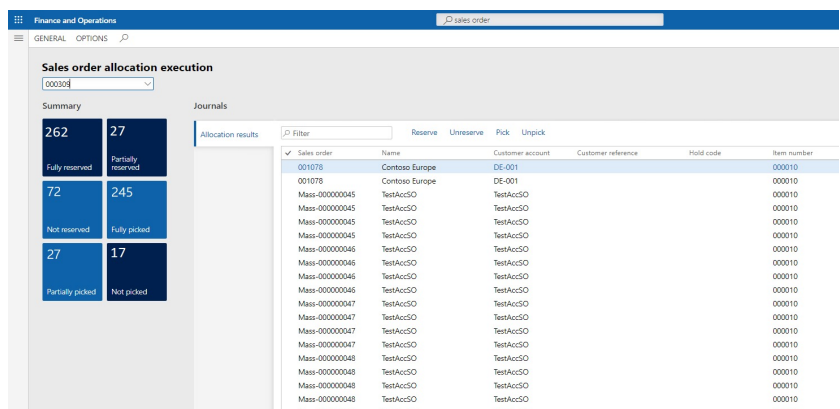 Finance and Operations
sales order
GENERAL OPTIONS
Sales order allocation execution
000309
Summary
262
Fully reserved
27
Partially reserved
72
Not reserved
245
Fully picked
27
Partially picked
17
Not picked
Journals
Allocation results
Filter Reserve Unreserve Pick Unpick
Sales order Name Customer account Customer reference Hold code Item number
001078 Contoso Europe DE-001 000010
001078 Contoso Europe DE-001 000010
Mass-000000045 TestAccSO TestAccSO 000010
Mass-000000045 TestAccSO TestAccSO 000010
Mass-000000045 TestAccSO TestAccSO 000010
Mass-000000045 TestAccSO TestAccSO 000010
Mass-000000046 TestAccSO TestAccSO 000010
Mass-000000046 TestAccSO TestAccSO 000010
Mass-000000046 TestAccSO TestAccSO 000010
Mass-000000046 TestAccSO TestAccSO 000010
Mass-000000047 TestAccSO TestAccSO 000010
Mass-000000047 TestAccSO TestAccSO 000010
Mass-000000047 TestAccSO TestAccSO 000010
Mass-000000047 TestAccSO TestAccSO 000010
Mass-000000048 TestAccSO TestAccSO 000010
Mass-000000048 TestAccSO TestAccSO 000010
Mass-000000048 TestAccSO TestAccSO 000010
Mass-000000048 TestAccSO TestAccSO 000010